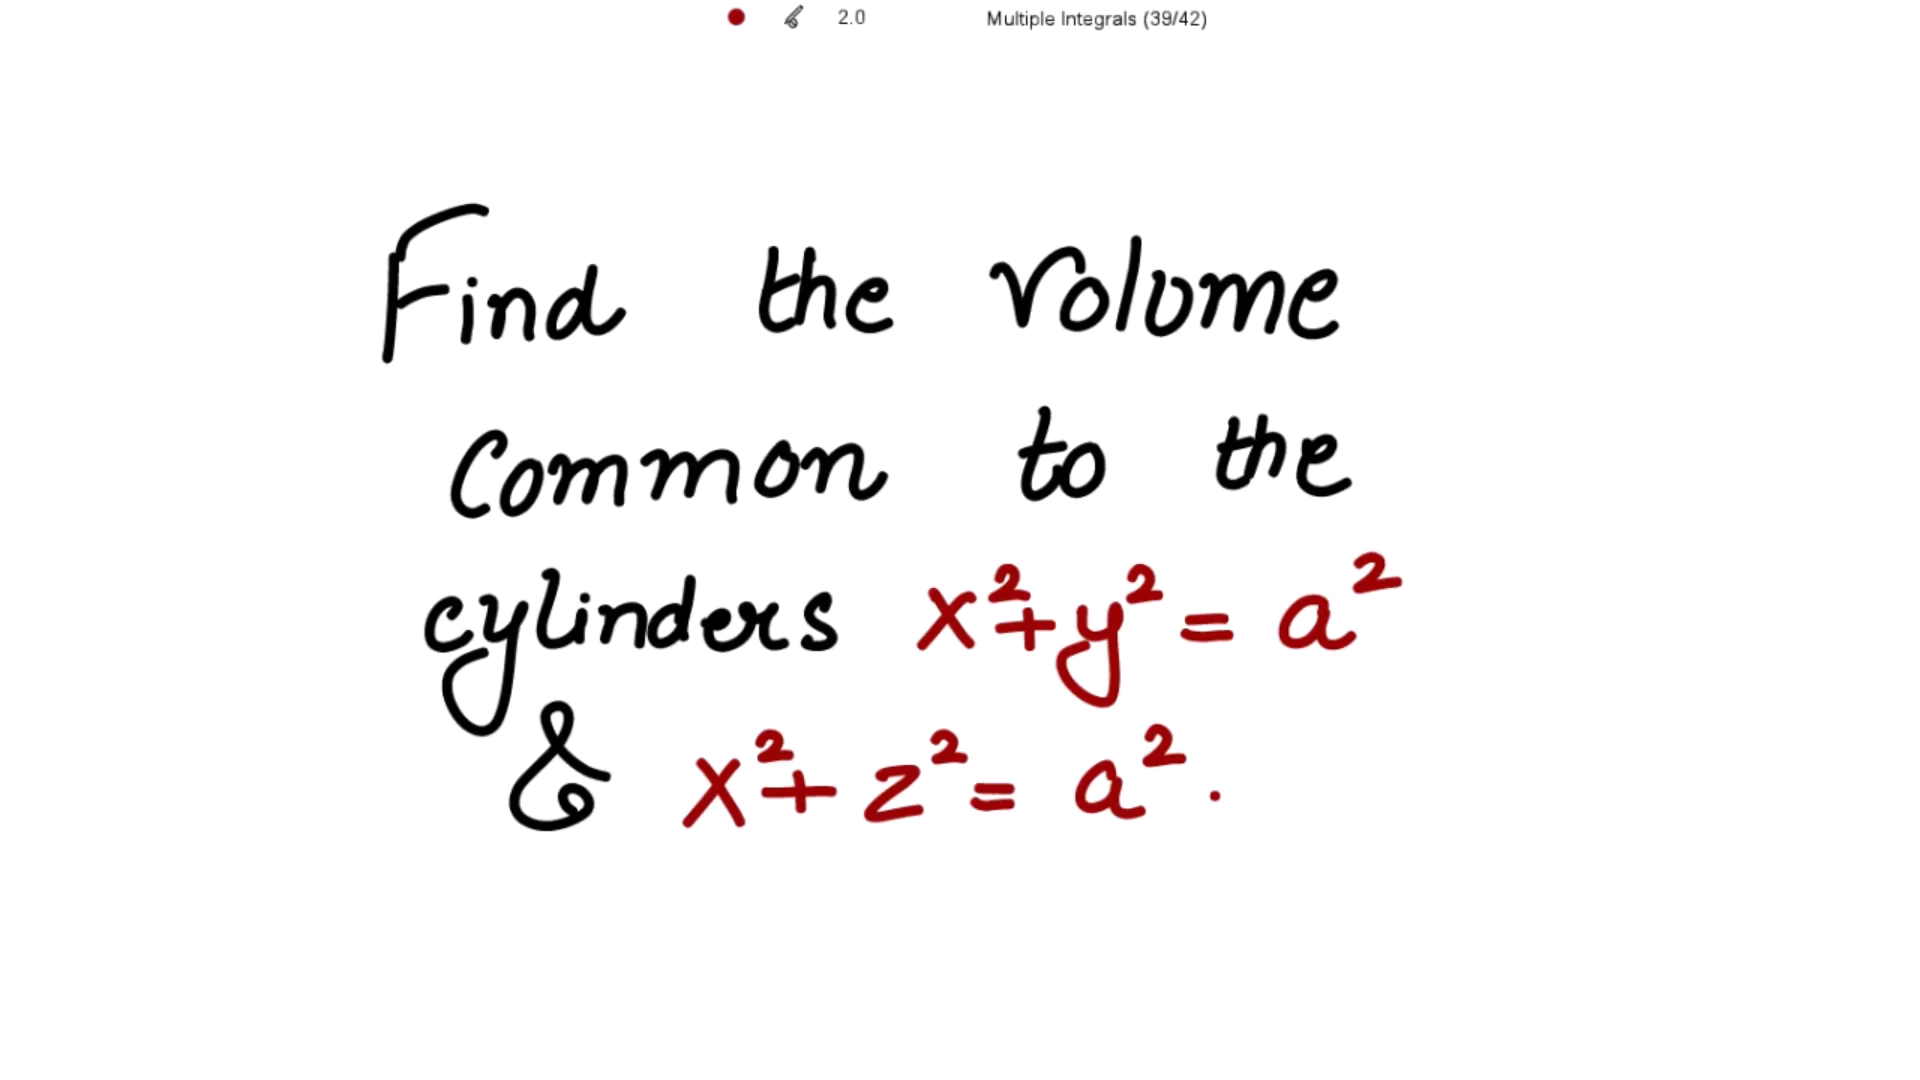 2.0 Multiple Integrals (39/42)
Find the Volume
Common to the
cylinders x²+y² = a²
& x²+ z² = a².